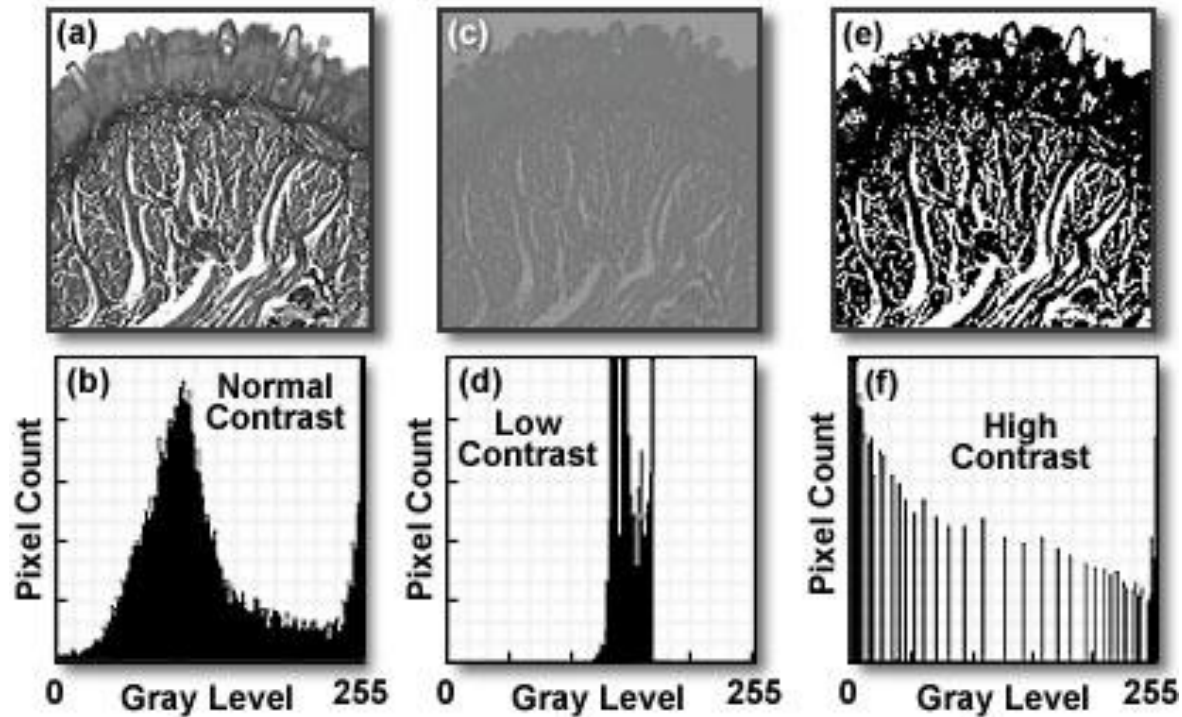 (a)
(c)
(e)
(b) Normal
Contrast
Pixel Count
0 Gray Level 255
(d)
Low
Contrast
Pixel Count
0 Gray Level 255
(f)
High
Contrast
Pixel Count
0 Gray Level 255